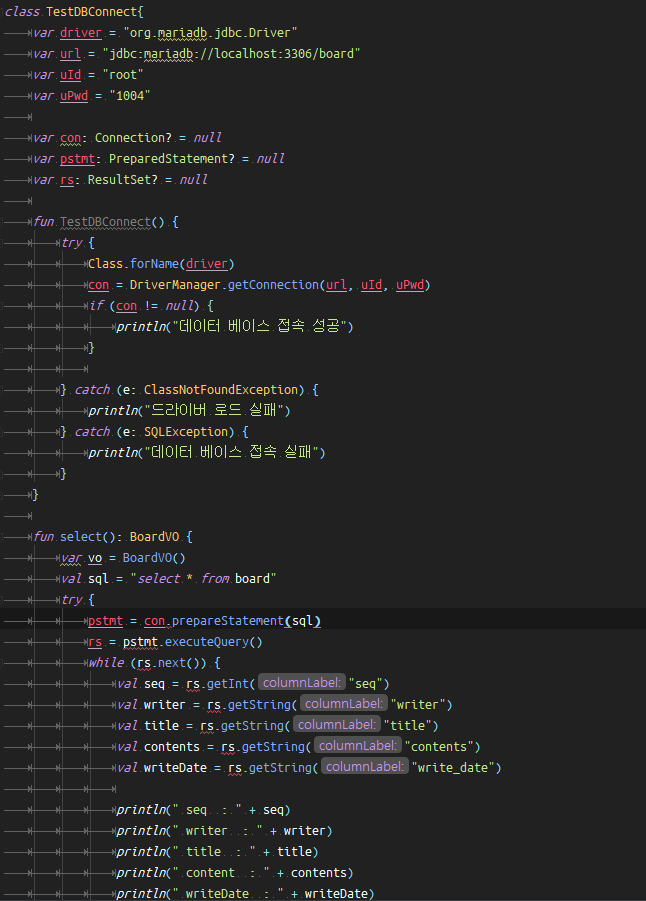 class TestDBConnect{
var driver = "org.mariadb.jdbc.Driver"
var url = "jdbc:mariadb://localhost:3306/board"
var uId = "root"
var uPwd = "1004"
var con: Connection? = null
var pstmt: PreparedStatement? = null
var rs: ResultSet? = null
fun TestDBConnect() {
try {
Class.forName(driver)
con = DriverManager.getConnection(url, uId, uPwd)
if (con != null) {
println("데이터 베이스 접속 성공")
}
} catch (e: ClassNotFoundException) {
println("드라이버 로드 실패")
} catch (e: SQLException) {
println("데이터 베이스 접속 실패")
}
}
fun select(): BoardVO {
var vo = BoardVO()
val sql = "select * from board"
try {
pstmt = con.prepareStatement(sql)
rs = pstmt.executeQuery()
while (rs.next()) {
val seq = rs.getInt( columnLabel: "seq")
val writer = rs.getString( columnLabel: "writer")
val title = rs.getString( columnLabel: "title")
val contents = rs.getString( columnLabel: "contents")
val writeDate = rs.getString( columnLabel: "write_date")
println(" seq : " + seq)
println(" writer : " + writer)
println(" title : " + title)
println(" content : " + contents)
println(" writeDate : " + writeDate)